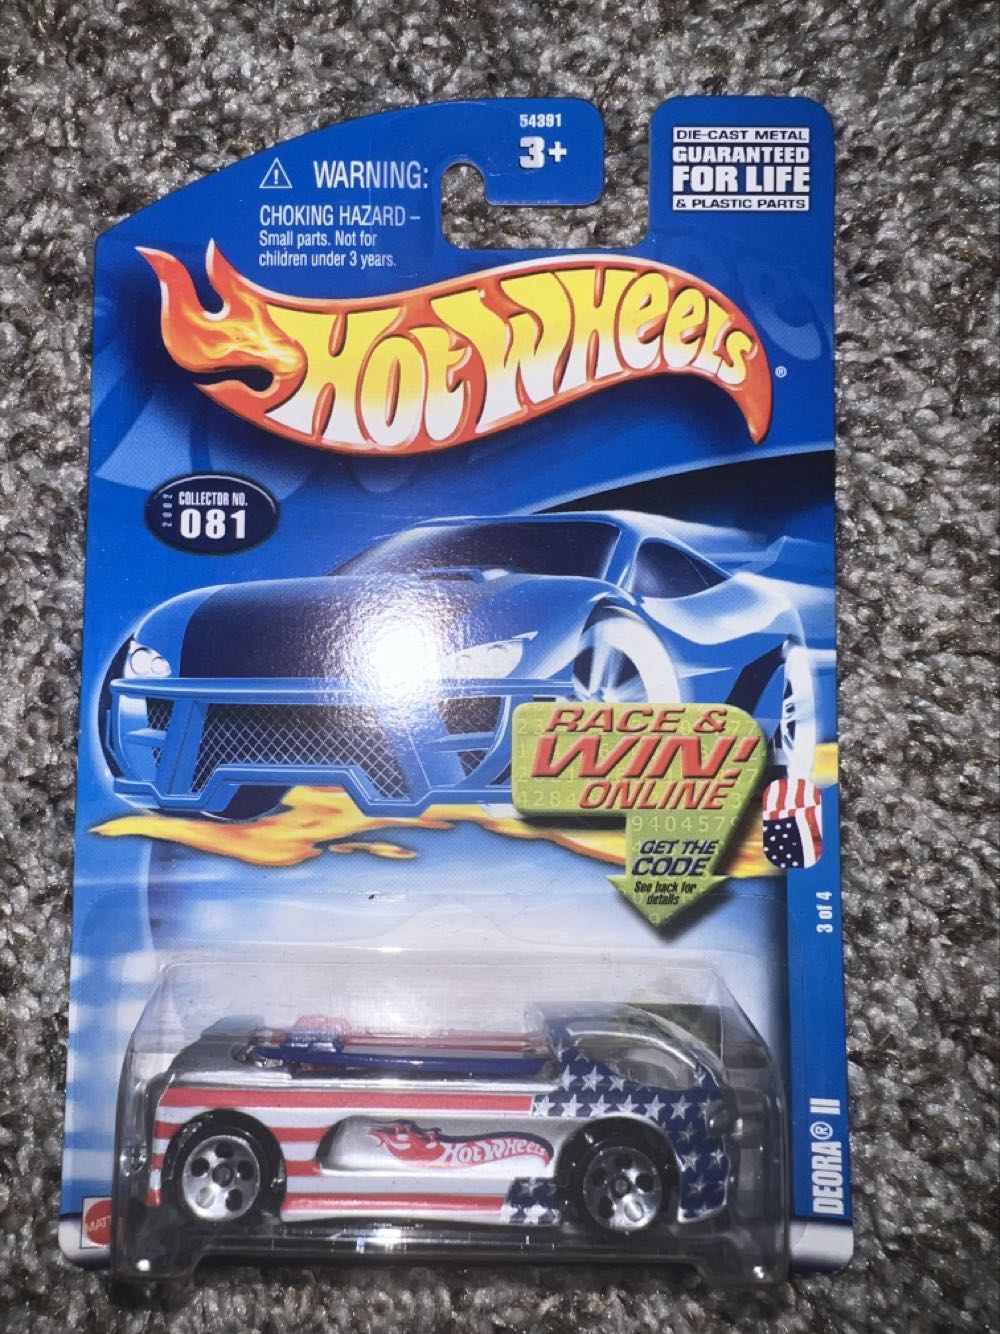 54391
3+
WARNING:
CHOKING HAZARD –
Small parts. Not for
children under 3 years.
DIE-CAST METAL
GUARANTEED
FOR LIFE
& PLASTIC PARTS
HOT WHEELS®
2002
COLLECTOR NO.
081
RACE &
WIN!
ONLINE
9404579
GET THE
CODE
See back for
details
3 of 4
DEORA® II
HOT WHEELS
MATT